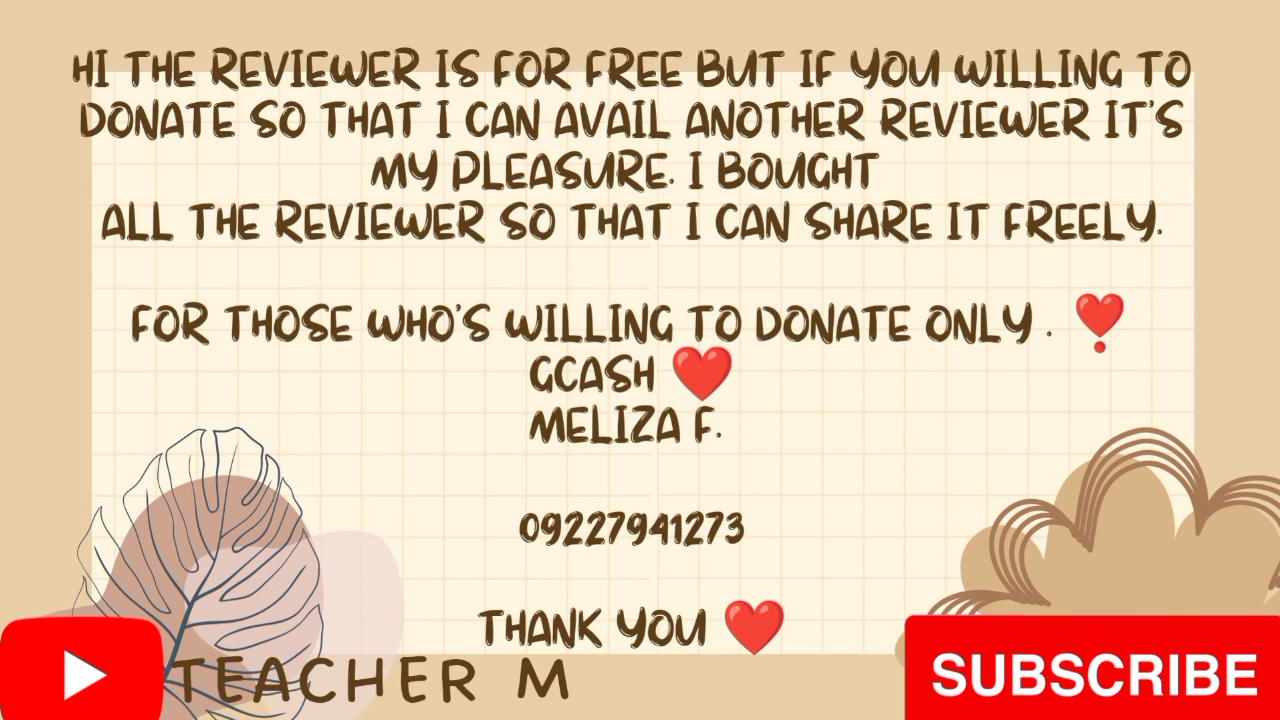 HI THE REVIEWER IS FOR FREE BUT IF YOU WILLING TO
DONATE SO THAT I CAN AVAIL ANOTHER REVIEWER IT'S
MY PLEASURE. I BOUGHT
ALL THE REVIEWER SO THAT I CAN SHARE IT FREELY.
FOR THOSE WHO'S WILLING TO DONATE ONLY . ❣️
GCASH ❤️
MELIZA F.
09227941273
THANK YOU ❤️
TEACHER M
SUBSCRIBE